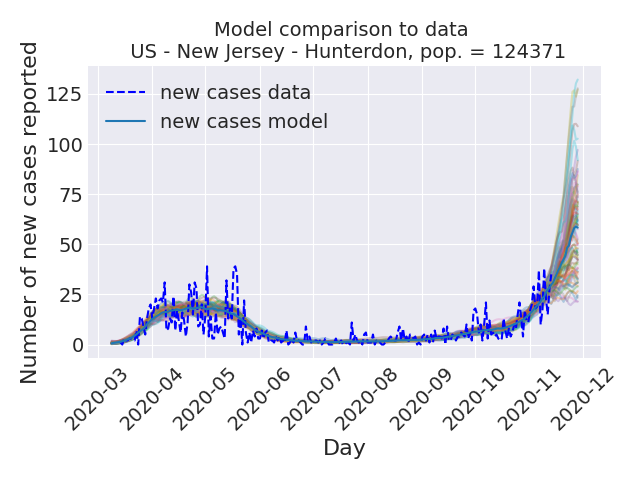 Model comparison to data
US - New Jersey - Hunterdon, pop. = 124371
Number of new cases reported
125
100
75
50
25
0
new cases data
new cases model
2020-03
2020-04
2020-05
2020-06
2020-07
2020-08
2020-09
2020-10
2020-11
2020-12
Day